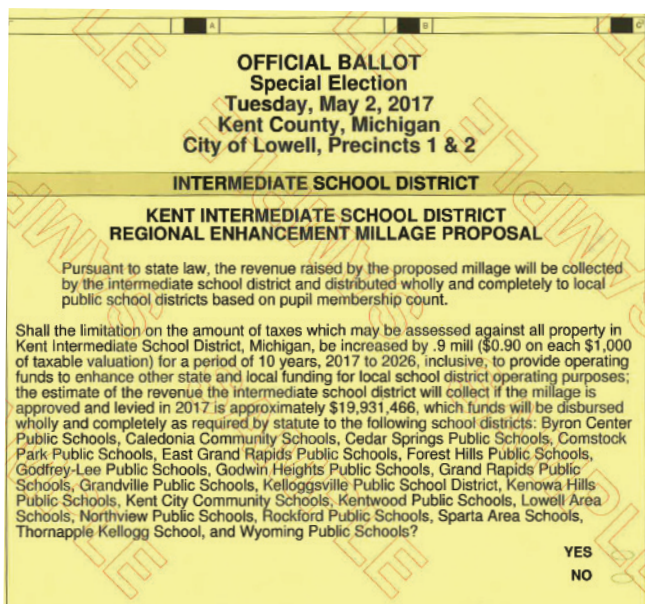 A B C
OFFICIAL BALLOT
Special Election
Tuesday, May 2, 2017
Kent County, Michigan
City of Lowell, Precincts 1 & 2
INTERMEDIATE SCHOOL DISTRICT
KENT INTERMEDIATE SCHOOL DISTRICT
REGIONAL ENHANCEMENT MILLAGE PROPOSAL
Pursuant to state law, the revenue raised by the proposed millage will be collected
by the intermediate school district and distributed wholly and completely to local
public school districts based on pupil membership count.
Shall the limitation on the amount of taxes which may be assessed against all property in
Kent Intermediate School District, Michigan, be increased by .9 mill ($0.90 on each $1,000
of taxable valuation) for a period of 10 years, 2017 to 2026, inclusive, to provide operating
funds to enhance other state and local funding for local school district operating purposes;
the estimate of the revenue the intermediate school district will collect if the millage is
approved and levied in 2017 is approximately $19,931,466, which funds will be disbursed
wholly and completely as required by statute to the following school districts: Byron Center
Public Schools, Caledonia Community Schools, Cedar Springs Public Schools, Comstock
Park Public Schools, East Grand Rapids Public Schools, Forest Hills Public Schools,
Godfrey-Lee Public Schools, Godwin Heights Public Schools, Grand Rapids Public
Schools, Grandville Public Schools, Kelloggsville Public School District, Kenowa Hills
Public Schools, Kent City Community Schools, Kentwood Public Schools, Lowell Area
Schools, Northview Public Schools, Rockford Public Schools, Sparta Area Schools,
Thornapple Kellogg School, and Wyoming Public Schools?
YES
NO
SAMPLE